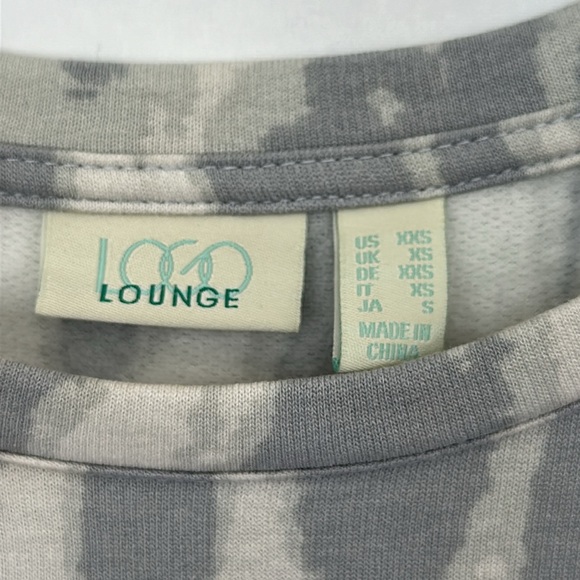 LOGO
LOUNGE
US XXS
UK XS
DE XXS
IT XS
JA S
MADE IN
CHINA